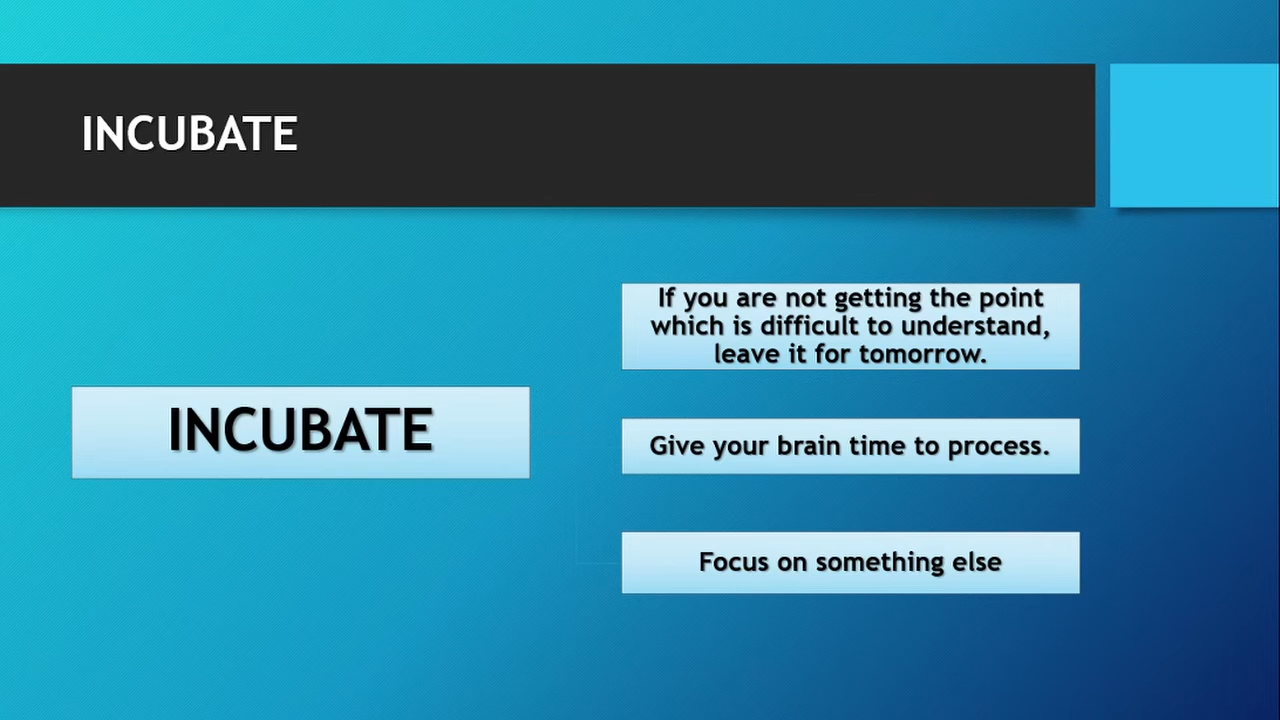 INCUBATE
INCUBATE
If you are not getting the point
which is difficult to understand,
leave it for tomorrow.
Give your brain time to process.
Focus on something else